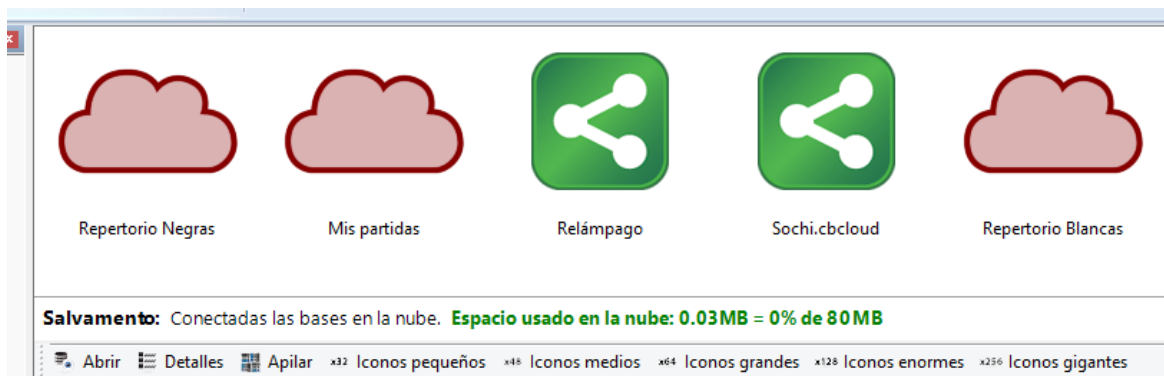 Repertorio Negras Mis partidas Relámpago Sochi.cbcloud Repertorio Blancas
Salvamento: Conectadas las bases en la nube. Espacio usado en la nube: 0.03MB = 0% de 80MB
Abrir Detalles Apilar x32 Iconos pequeños x48 Iconos medios x64 Iconos grandes x128 Iconos enormes x256 Iconos gigantes